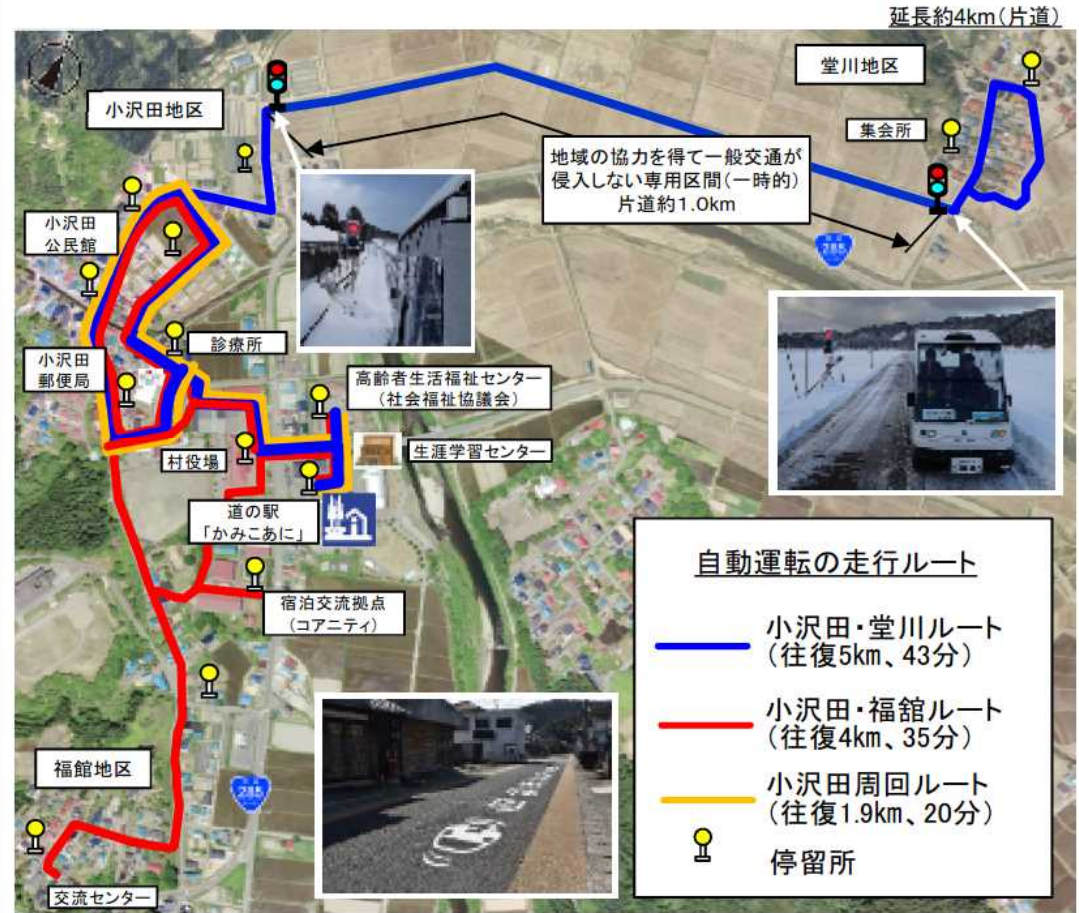 延長約4km(片道)
小沢田地区
堂川地区
集会所
地域の協力を得て一般交通が
侵入しない専用区間(一時的)
片道約1.0km
国道
285
小沢田
公民館
診療所
小沢田
郵便局
高齢者生活福祉センター
(社会福祉協議会)
生涯学習センター
村役場
道の駅
「かみこあに」
宿泊交流拠点
(コアニティ)
福館地区
国道
285
交流センター
自動運転の走行ルート
小沢田・堂川ルート
(往復5km、43分)
小沢田・福舘ルート
(往復4km、35分)
小沢田周回ルート
(往復1.9km、20分)
停留所